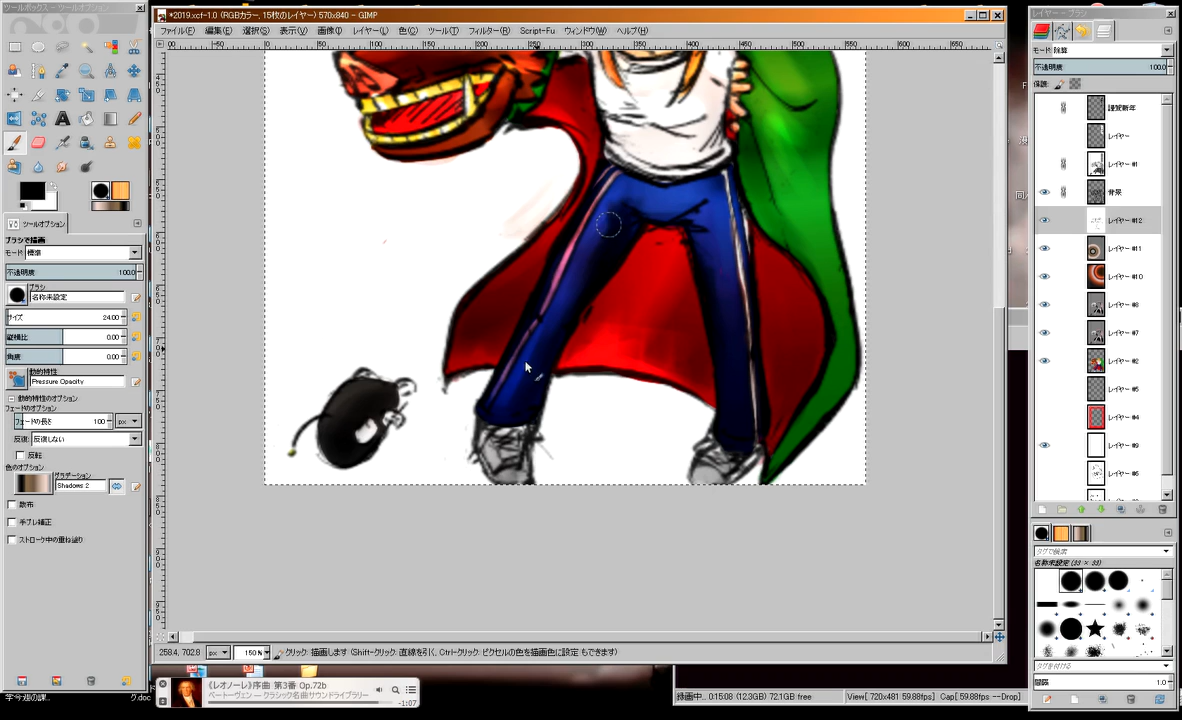 ツールボックス - ツールオプション
ツールオプション
ブラシで描画
モード: 標準
不透明度 100.0
ブラシ
名称未設定
サイズ 24.00
縦横比 0.00
角度 0.00
動的特性
Pressure Opacity
動的特性のオプション
フェードのオプション
フェードの長さ 100 px
反復: 反復しない
反転
色のオプション
グラデーション
Shadows 2
散布
手ブレ補正
ストローク中の重ね塗り
*2019.xcf-1.0 (RGBカラー, 15枚のレイヤー) 570x840 – GIMP
ファイル(F) 編集(E) 選択(S) 表示(V) 画像(I) レイヤー(L) 色(C) ツール(T) フィルター(R) Script-Fu ウィンドウ(W) ヘルプ(H)
258.4, 702.8 px 150% クリック: 描画します (Shift-クリック: 直線を引く, Ctrl-クリック: ピクセルの色を描画色に設定 もできます)
レイヤー - ブラシ
モード: 除算
不透明度 100.0
保護:
謹賀新年
レイヤー
レイヤー #1
背景
レイヤー #12
レイヤー #11
レイヤー #10
レイヤー #8
レイヤー #7
レイヤー #2
レイヤー #5
レイヤー #4
レイヤー #9
レイヤー #6
タグで検索
名称未設定 (33 × 33)
タグを付ける
間隔 1.0
《レオノーレ》序曲 第3番 Op.72b
ベートーヴェン — クラシック名曲サウンドライブラリー
-1:07
録画中... 0:15:08 (12.3GB) 72.1GB free
View[ 720x481 59.88fps] Cap[ 59.88fps --Drop]